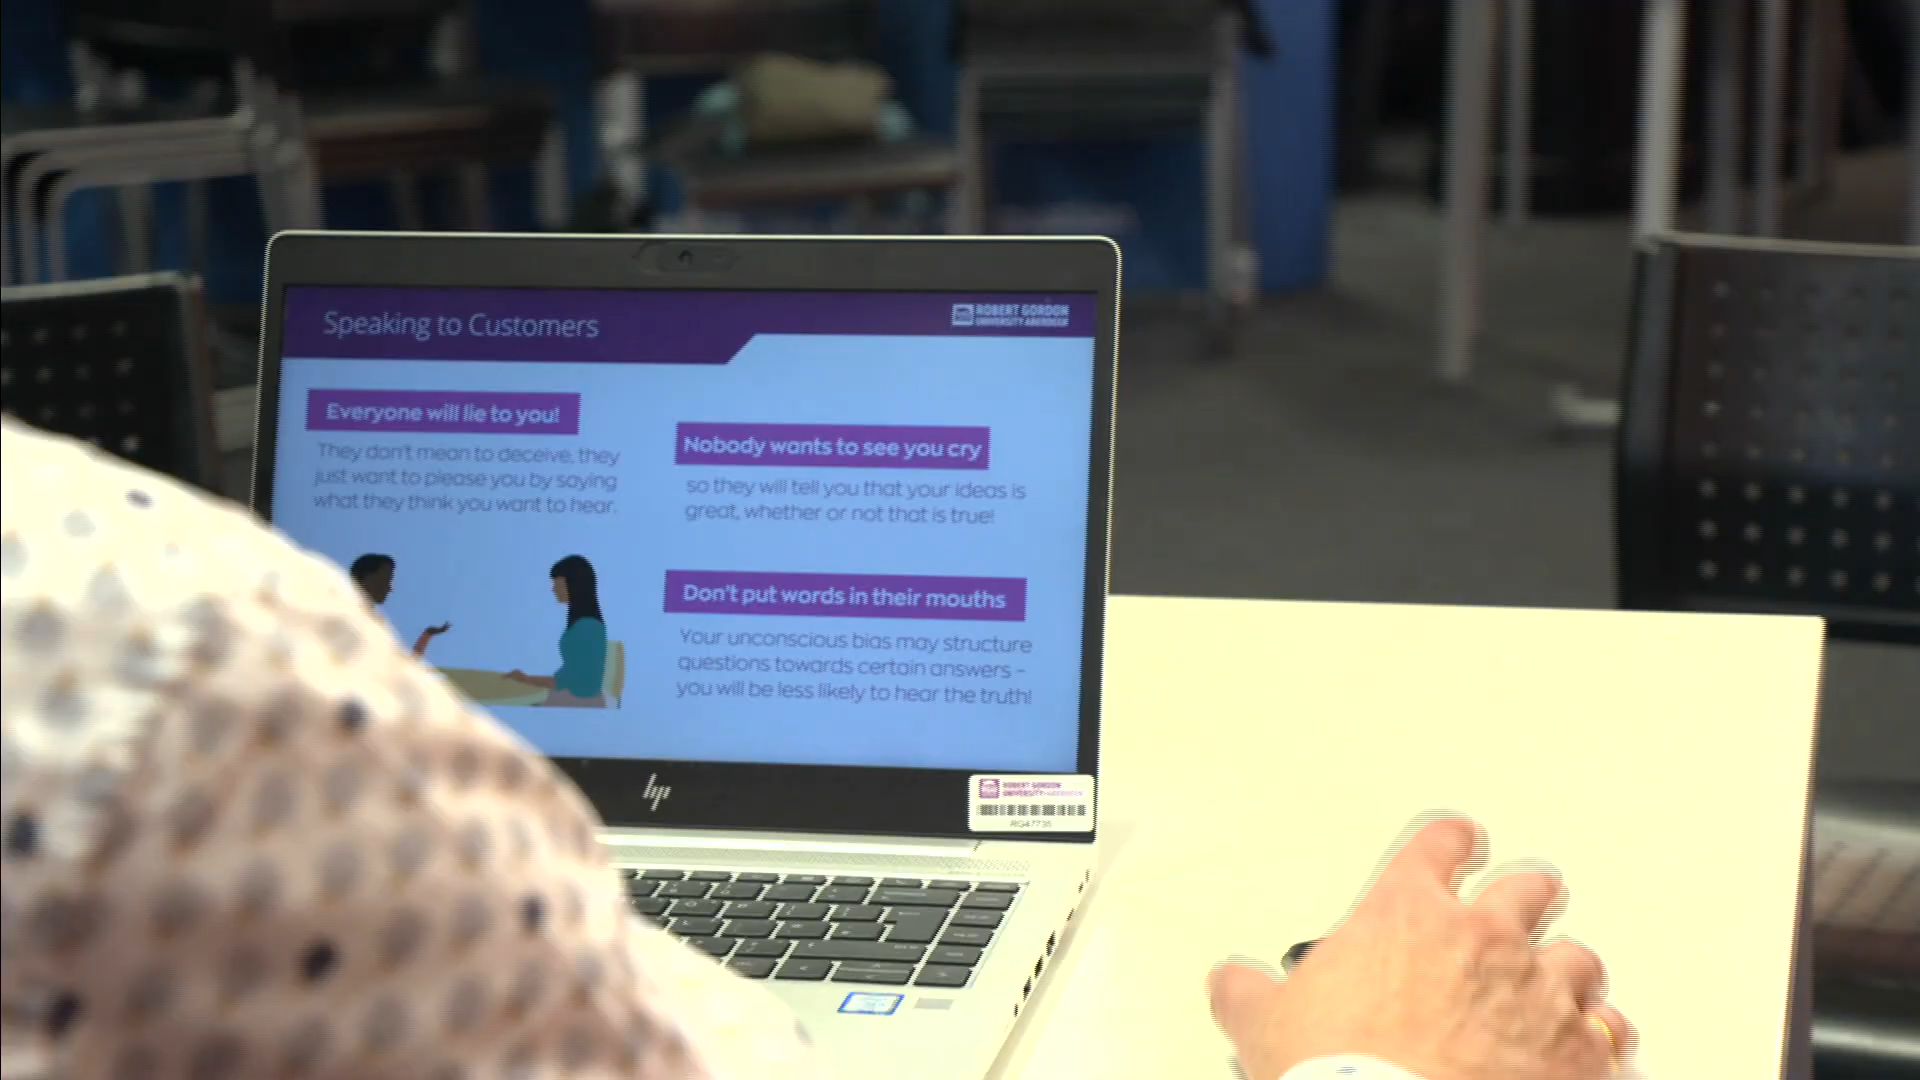 Speaking to Customers
ROBERT GORDON
UNIVERSITY ABERDEEN
Everyone will lie to you!
They don't mean to deceive, they
just want to please you by saying
what they think you want to hear.
Nobody wants to see you cry
so they will tell you that your ideas is
great, whether or not that is true!
Don't put words in their mouths
Your unconscious bias may structure
questions towards certain answers –
you will be less likely to hear the truth!
hp
ROBERT GORDON
UNIVERSITY ABERDEEN